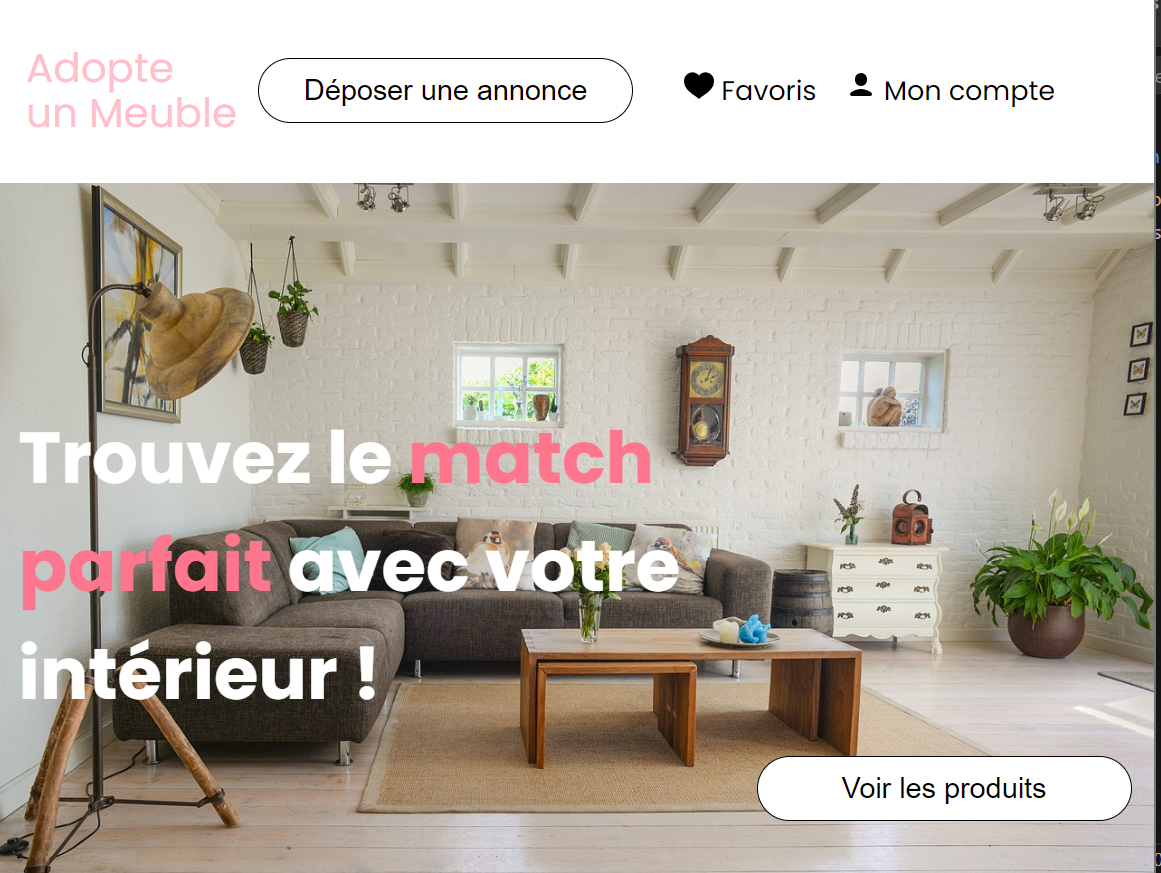 Adopte
un Meuble
Déposer une annonce
Favoris
Mon compte
Trouvez le match
parfait avec votre
intérieur !
Voir les produits